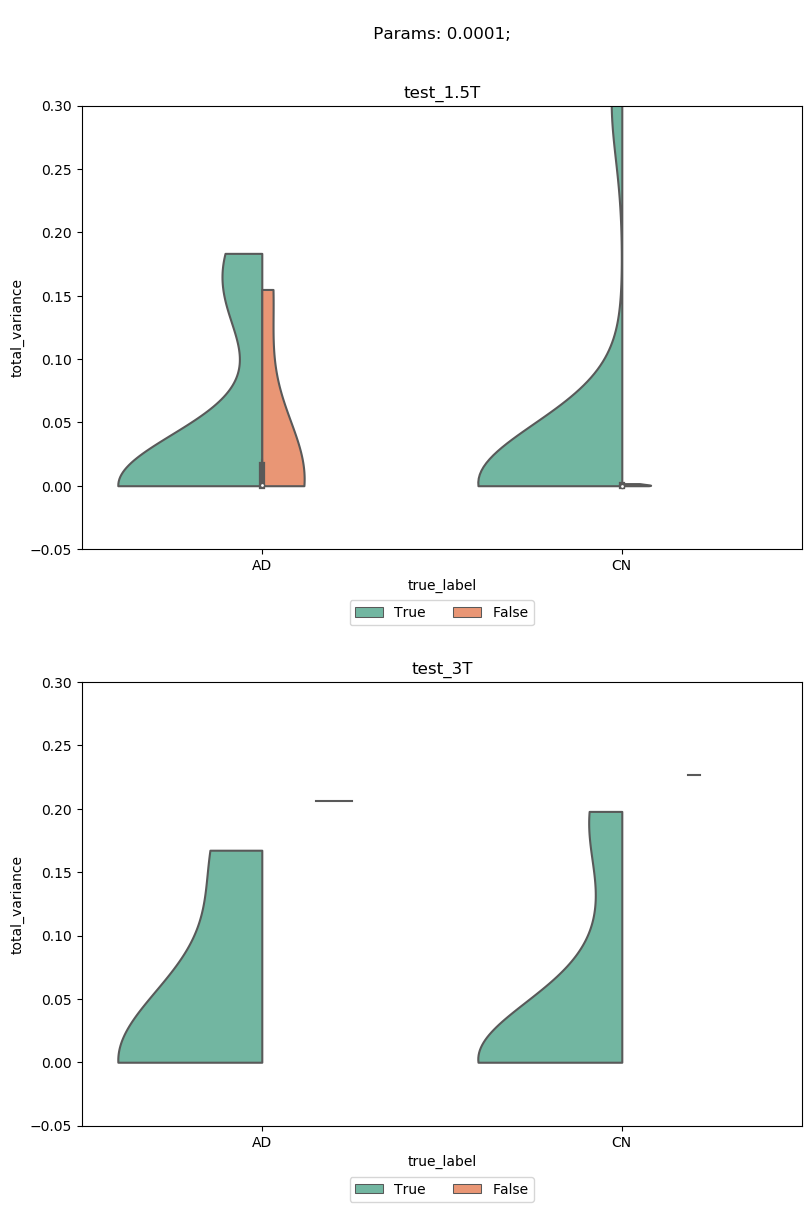 Params: 0.0001;
test_1.5T
0.30
0.25
0.20
0.15
0.10
0.05
0.00
−0.05
total_variance
AD CN
true_label
True False
test_3T
0.30
0.25
0.20
0.15
0.10
0.05
0.00
−0.05
total_variance
AD CN
true_label
True False